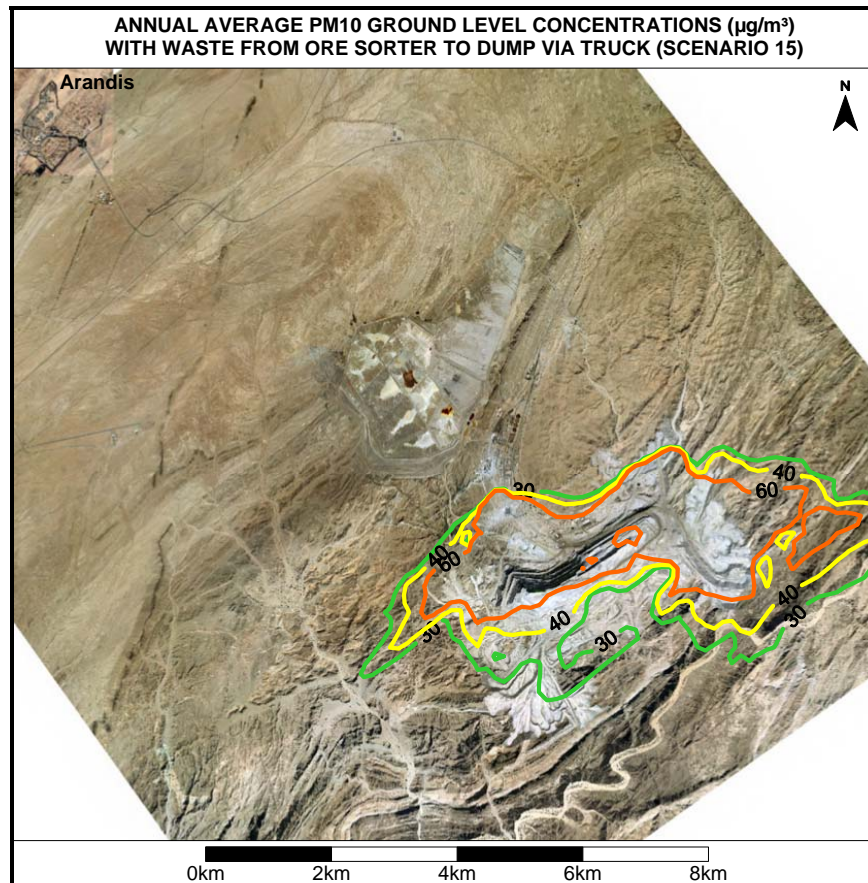 ANNUAL AVERAGE PM10 GROUND LEVEL CONCENTRATIONS (µg/m³)
WITH WASTE FROM ORE SORTER TO DUMP VIA TRUCK (SCENARIO 15)
Arandis
N
40
30
60
40
60
40
30
40
30
30
0km 2km 4km 6km 8km